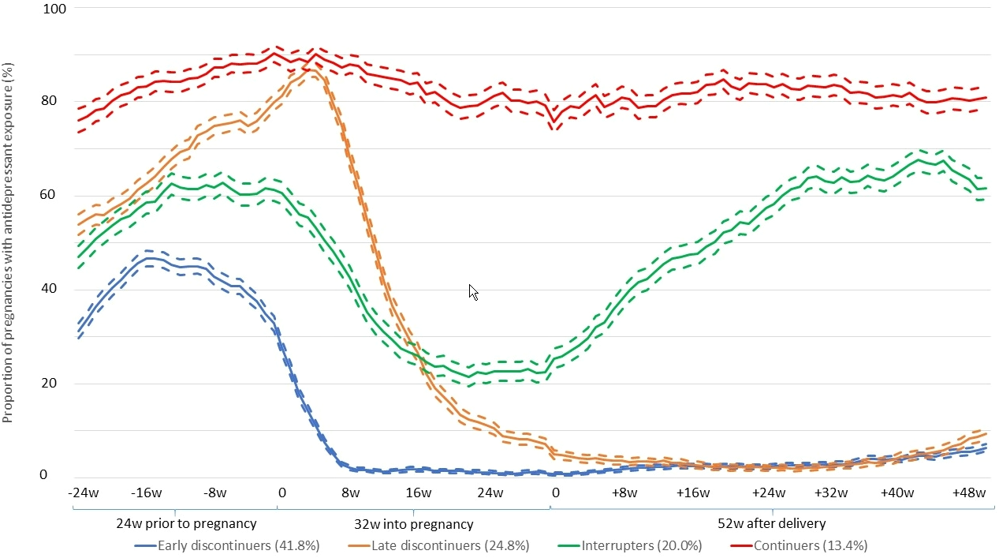 Proportion of pregnancies with antidepressant exposure (%)
100
80
60
40
20
0
-24w -16w -8w 0 8w 16w 24w 0 +8w +16w +24w +32w +40w +48w
24w prior to pregnancy 32w into pregnancy 52w after delivery
Early discontinuers (41.8%) Late discontinuers (24.8%) Interrupters (20.0%) Continuers (13.4%)